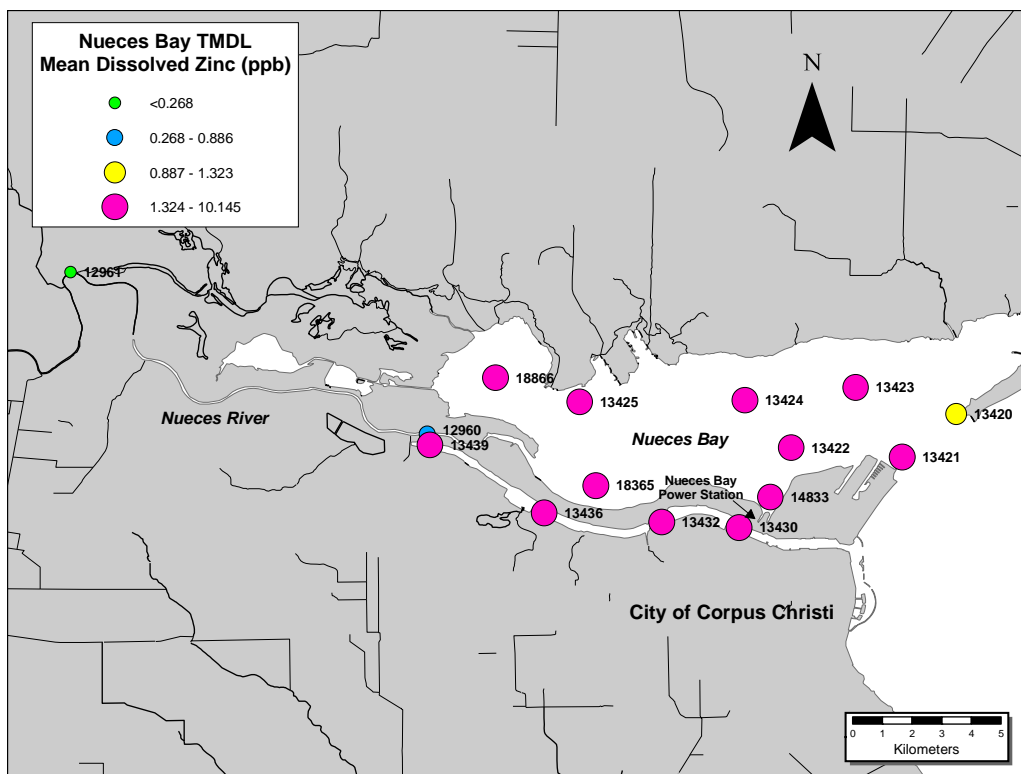 Nueces Bay TMDL
Mean Dissolved Zinc (ppb)
<0.268
0.268 - 0.886
0.887 - 1.323
1.324 - 10.145
N
12961
18866
13425
13424
13423
13420
Nueces River
12960
13439
Nueces Bay
13422
13421
18365
Nueces Bay
Power Station
14833
13436
13432
13430
City of Corpus Christi
0 1 2 3 4 5
Kilometers